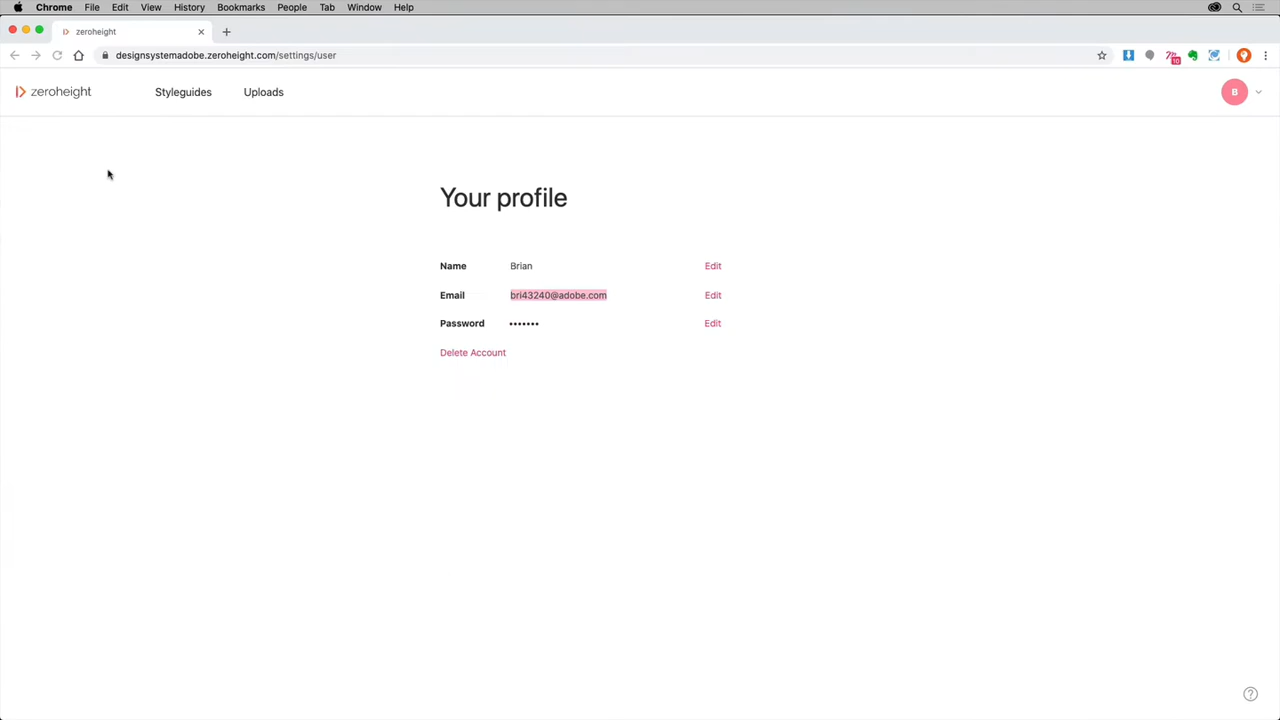 Chrome File Edit View History Bookmarks People Tab Window Help
zeroheight
designsystemadobe.zeroheight.com/settings/user
10
zeroheight Styleguides Uploads B
Your profile
Name Brian Edit
Email bri43240@adobe.com Edit
Password ••••••• Edit
Delete Account
?